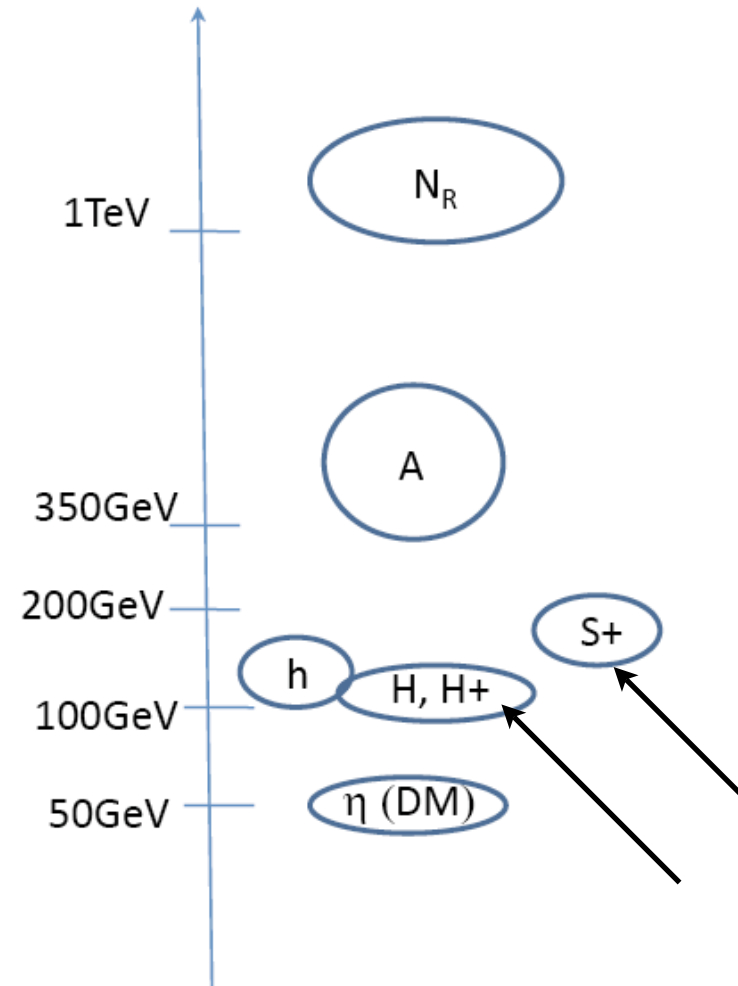 N_R
1TeV
A
350GeV
200GeV
S+
h
H, H+
100GeV
η (DM)
50GeV